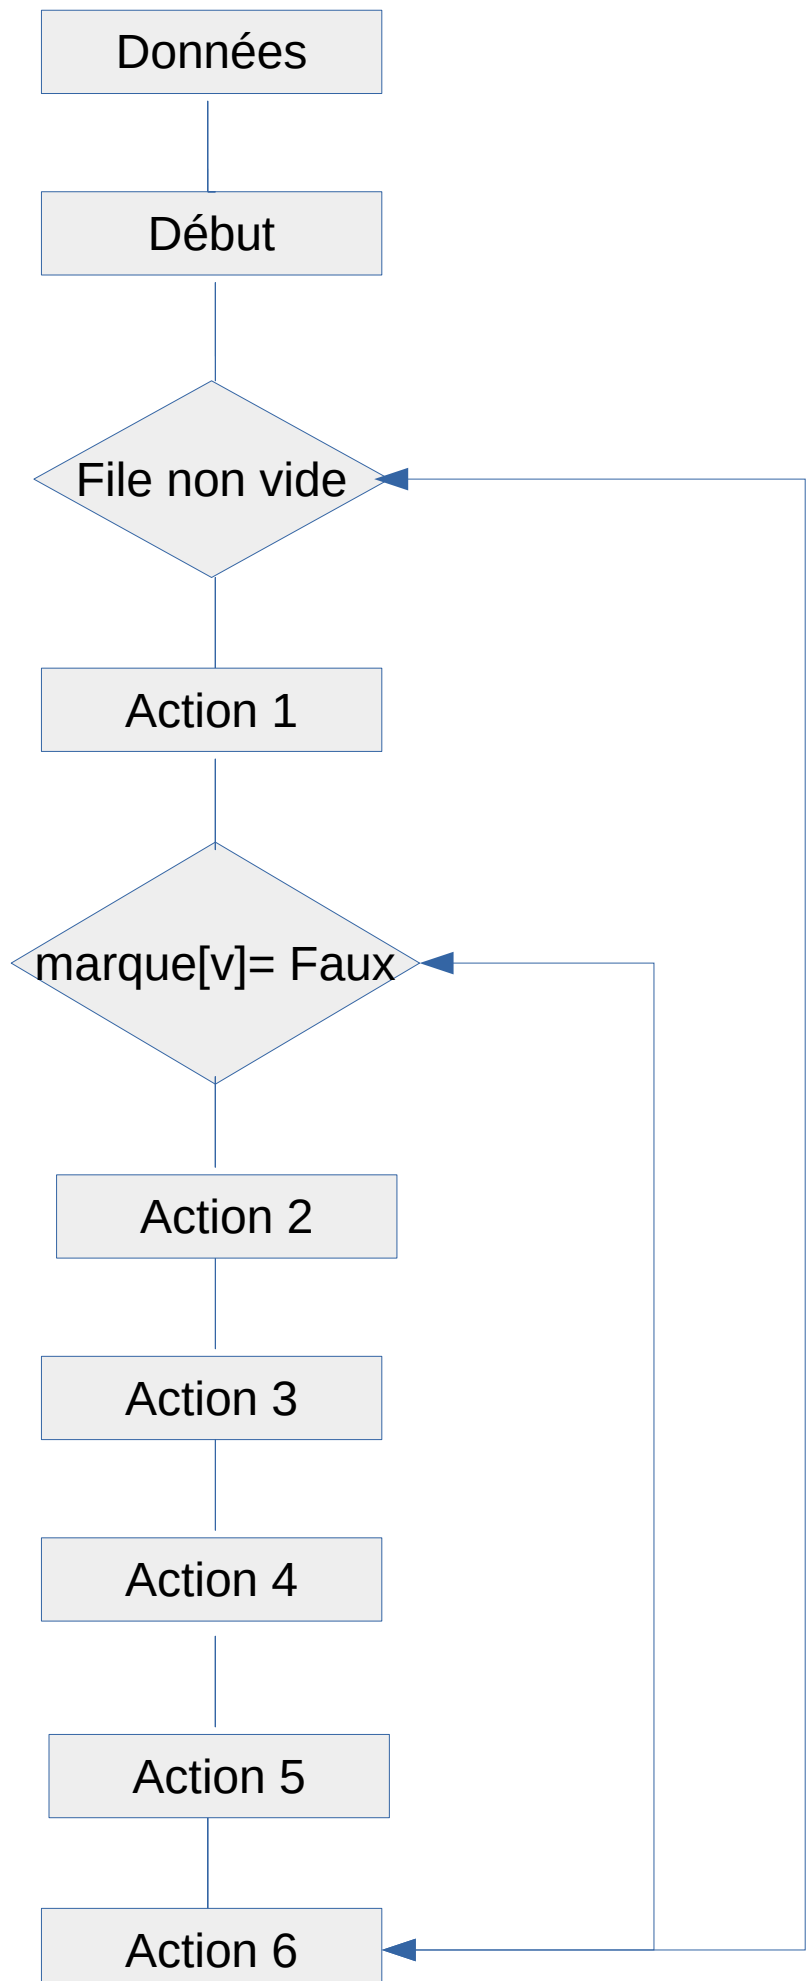 Données
Début
File non vide
Action 1
marque[v]= Faux
Action 2
Action 3
Action 4
Action 5
Action 6